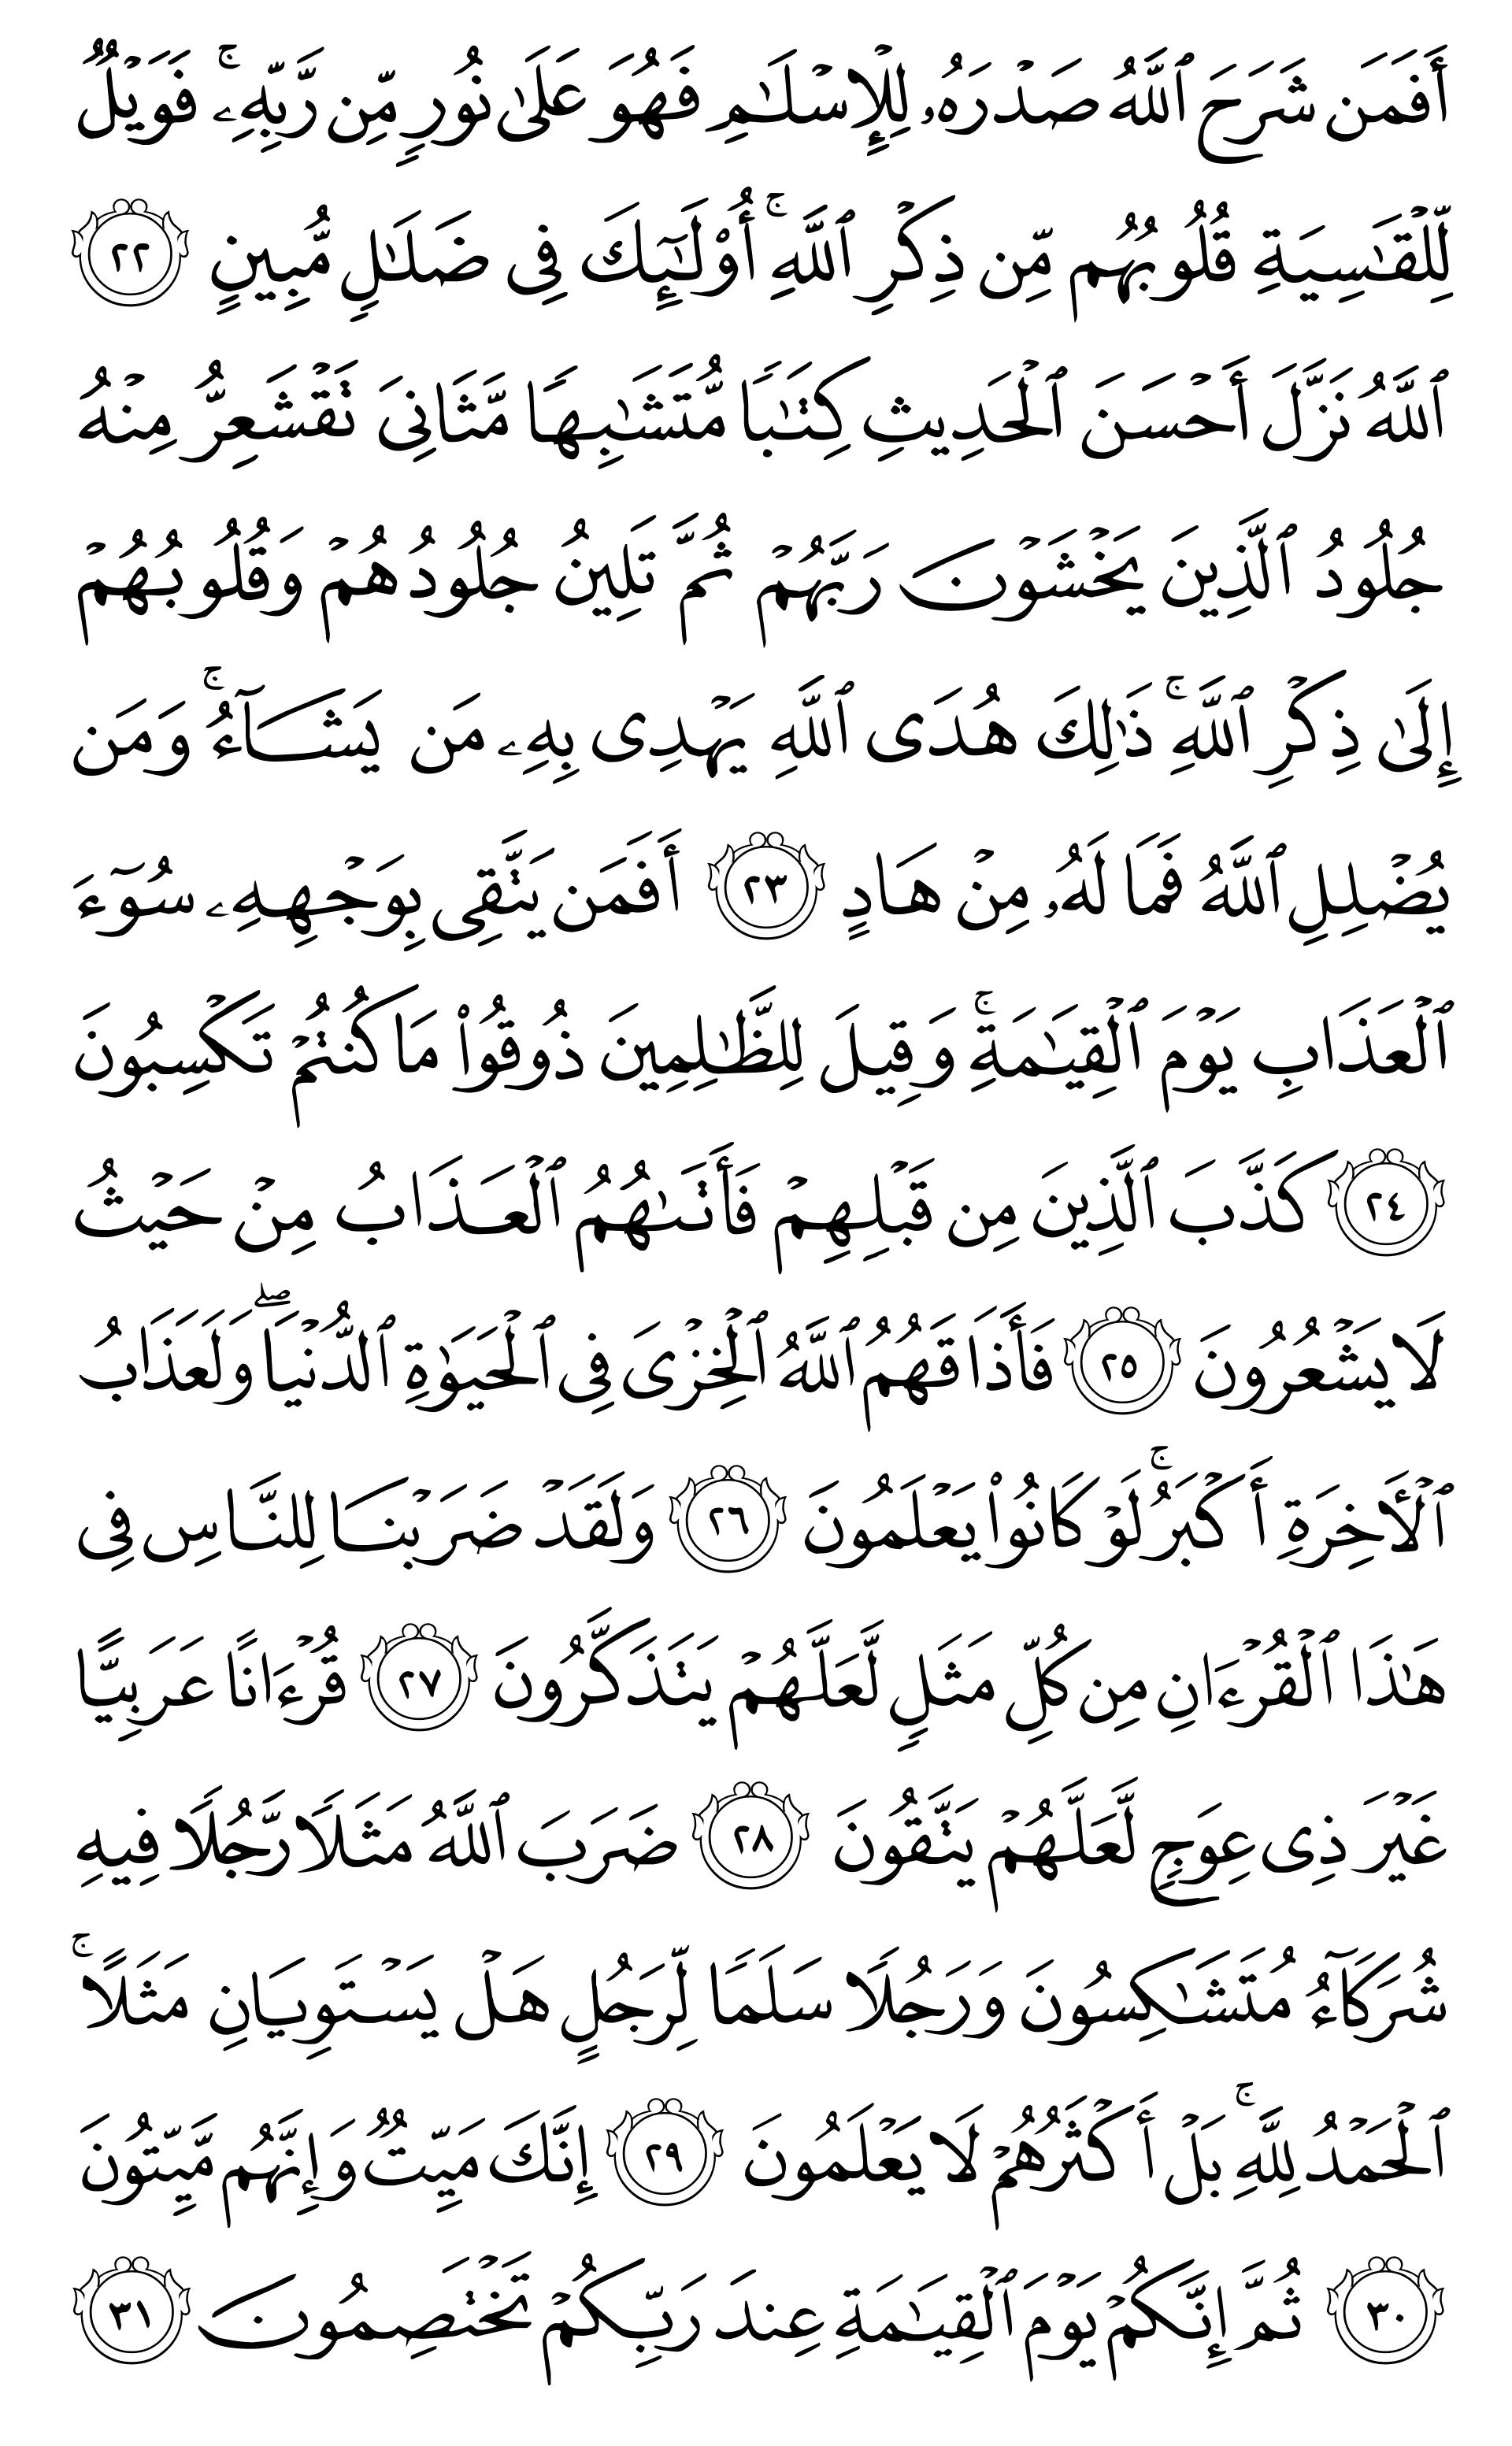 أَفَمَن شَرَحَ ٱللَّهُ صَدْرَهُۥ لِلْإِسْلَٰمِ فَهُوَ عَلَىٰ نُورٍ مِّن رَّبِّهِۦ ۚ فَوَيْلٌ
لِّلْقَٰسِيَةِ قُلُوبُهُم مِّن ذِكْرِ ٱللَّهِ ۚ أُو۟لَٰٓئِكَ فِى ضَلَٰلٍ مُّبِينٍ ٢٢
ٱللَّهُ نَزَّلَ أَحْسَنَ ٱلْحَدِيثِ كِتَٰبًا مُّتَشَٰبِهًا مَّثَانِىَ تَقْشَعِرُّ مِنْهُ
جُلُودُ ٱلَّذِينَ يَخْشَوْنَ رَبَّهُمْ ثُمَّ تَلِينُ جُلُودُهُمْ وَقُلُوبُهُمْ
إِلَىٰ ذِكْرِ ٱللَّهِ ۚ ذَٰلِكَ هُدَى ٱللَّهِ يَهْدِى بِهِۦ مَن يَشَآءُ ۚ وَمَن
يُضْلِلِ ٱللَّهُ فَمَا لَهُۥ مِنْ هَادٍ ٢٣ أَفَمَن يَتَّقِى بِوَجْهِهِۦ سُوٓءَ
ٱلْعَذَابِ يَوْمَ ٱلْقِيَٰمَةِ ۚ وَقِيلَ لِلظَّٰلِمِينَ ذُوقُوا۟ مَا كُنتُمْ تَكْسِبُونَ
٢٤ كَذَّبَ ٱلَّذِينَ مِن قَبْلِهِمْ فَأَتَىٰهُمُ ٱلْعَذَابُ مِنْ حَيْثُ
لَا يَشْعُرُونَ ٢٥ فَأَذَاقَهُمُ ٱللَّهُ ٱلْخِزْىَ فِى ٱلْحَيَوٰةِ ٱلدُّنْيَا ۖ وَلَعَذَابُ
ٱلْءَاخِرَةِ أَكْبَرُ ۚ لَوْ كَانُوا۟ يَعْلَمُونَ ٢٦ وَلَقَدْ ضَرَبْنَا لِلنَّاسِ فِى
هَٰذَا ٱلْقُرْءَانِ مِن كُلِّ مَثَلٍ لَّعَلَّهُمْ يَتَذَكَّرُونَ ٢٧ قُرْءَانًا عَرَبِيًّا
غَيْرَ ذِى عِوَجٍ لَّعَلَّهُمْ يَتَّقُونَ ٢٨ ضَرَبَ ٱللَّهُ مَثَلًا رَّجُلًا فِيهِ
شُرَكَآءُ مُتَشَٰكِسُونَ وَرَجُلًا سَلَمًا لِّرَجُلٍ هَلْ يَسْتَوِيَانِ مَثَلًا ۚ
ٱلْحَمْدُ لِلَّهِ ۚ بَلْ أَكْثَرُهُمْ لَا يَعْلَمُونَ ٢٩ إِنَّكَ مَيِّتٌ وَإِنَّهُم مَّيِّتُونَ
٣٠ ثُمَّ إِنَّكُمْ يَوْمَ ٱلْقِيَٰمَةِ عِندَ رَبِّكُمْ تَخْتَصِمُونَ ٣١